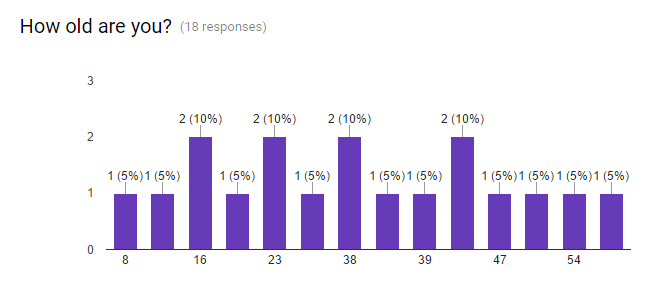 How old are you? (18 responses)
3
2 (10%) 2 (10%) 2 (10%) 2 (10%)
2
1 (5%) 1 (5%) 1 (5%) 1 (5%) 1 (5%) 1 (5%) 1 (5%) 1 (5%) 1 (5%) 1 (5%)
1
0
8 16 23 38 39 47 54